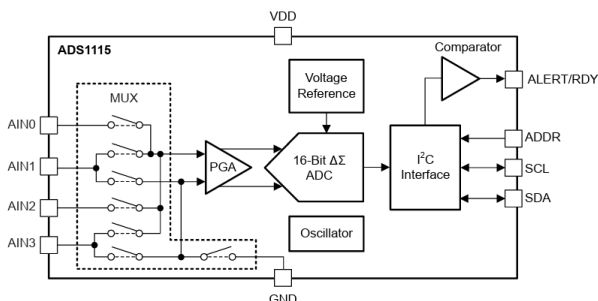 VDD
ADS1115
Comparator
Voltage
Reference
ALERT/RDY
MUX
AIN0
ADDR
AIN1
PGA
16-Bit ΔΣ
ADC
I²C
Interface
SCL
AIN2
SDA
AIN3
Oscillator
GND